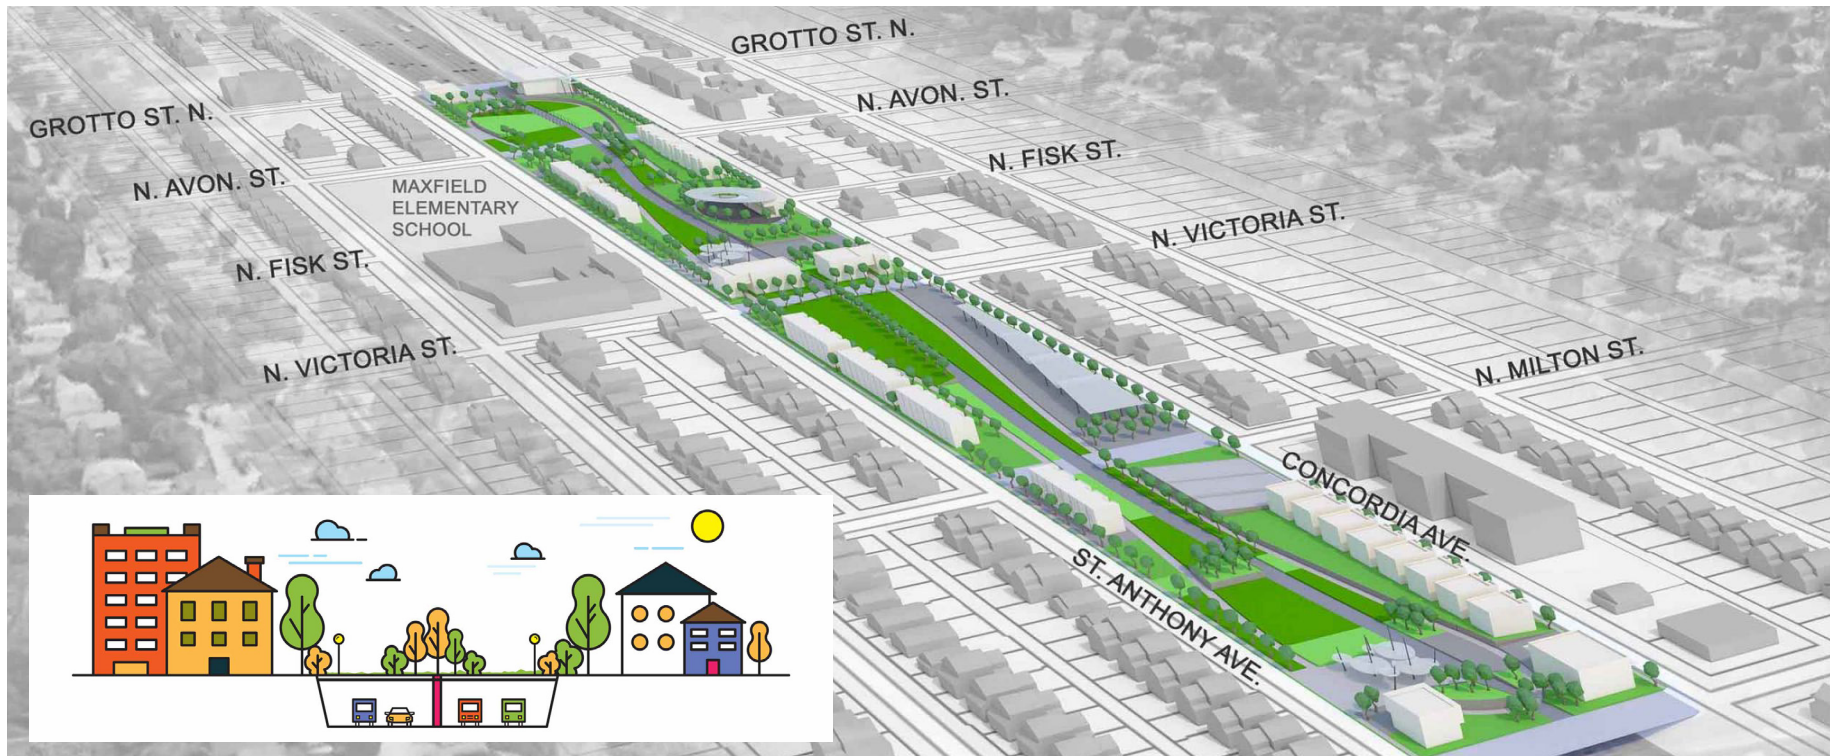 GROTTO ST. N.
N. AVON. ST.
GROTTO ST. N.
N. FISK ST.
N. AVON. ST.
MAXFIELD
ELEMENTARY
SCHOOL
N. VICTORIA ST.
N. FISK ST.
N. VICTORIA ST.
N. MILTON ST.
CONCORDIA AVE.
ST. ANTHONY AVE.